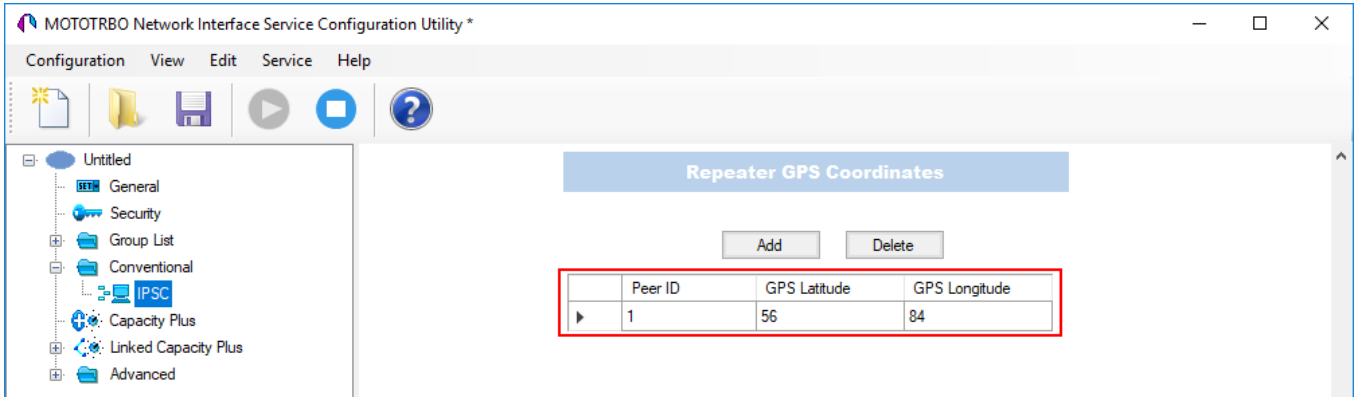 MOTOTRBO Network Interface Service Configuration Utility *
Configuration View Edit Service Help
Untitled
SET
General
Security
Group List
Conventional
IPSC
Capacity Plus
Linked Capacity Plus
Advanced
Repeater GPS Coordinates
Add Delete
Peer ID GPS Latitude GPS Longitude
1 56 84